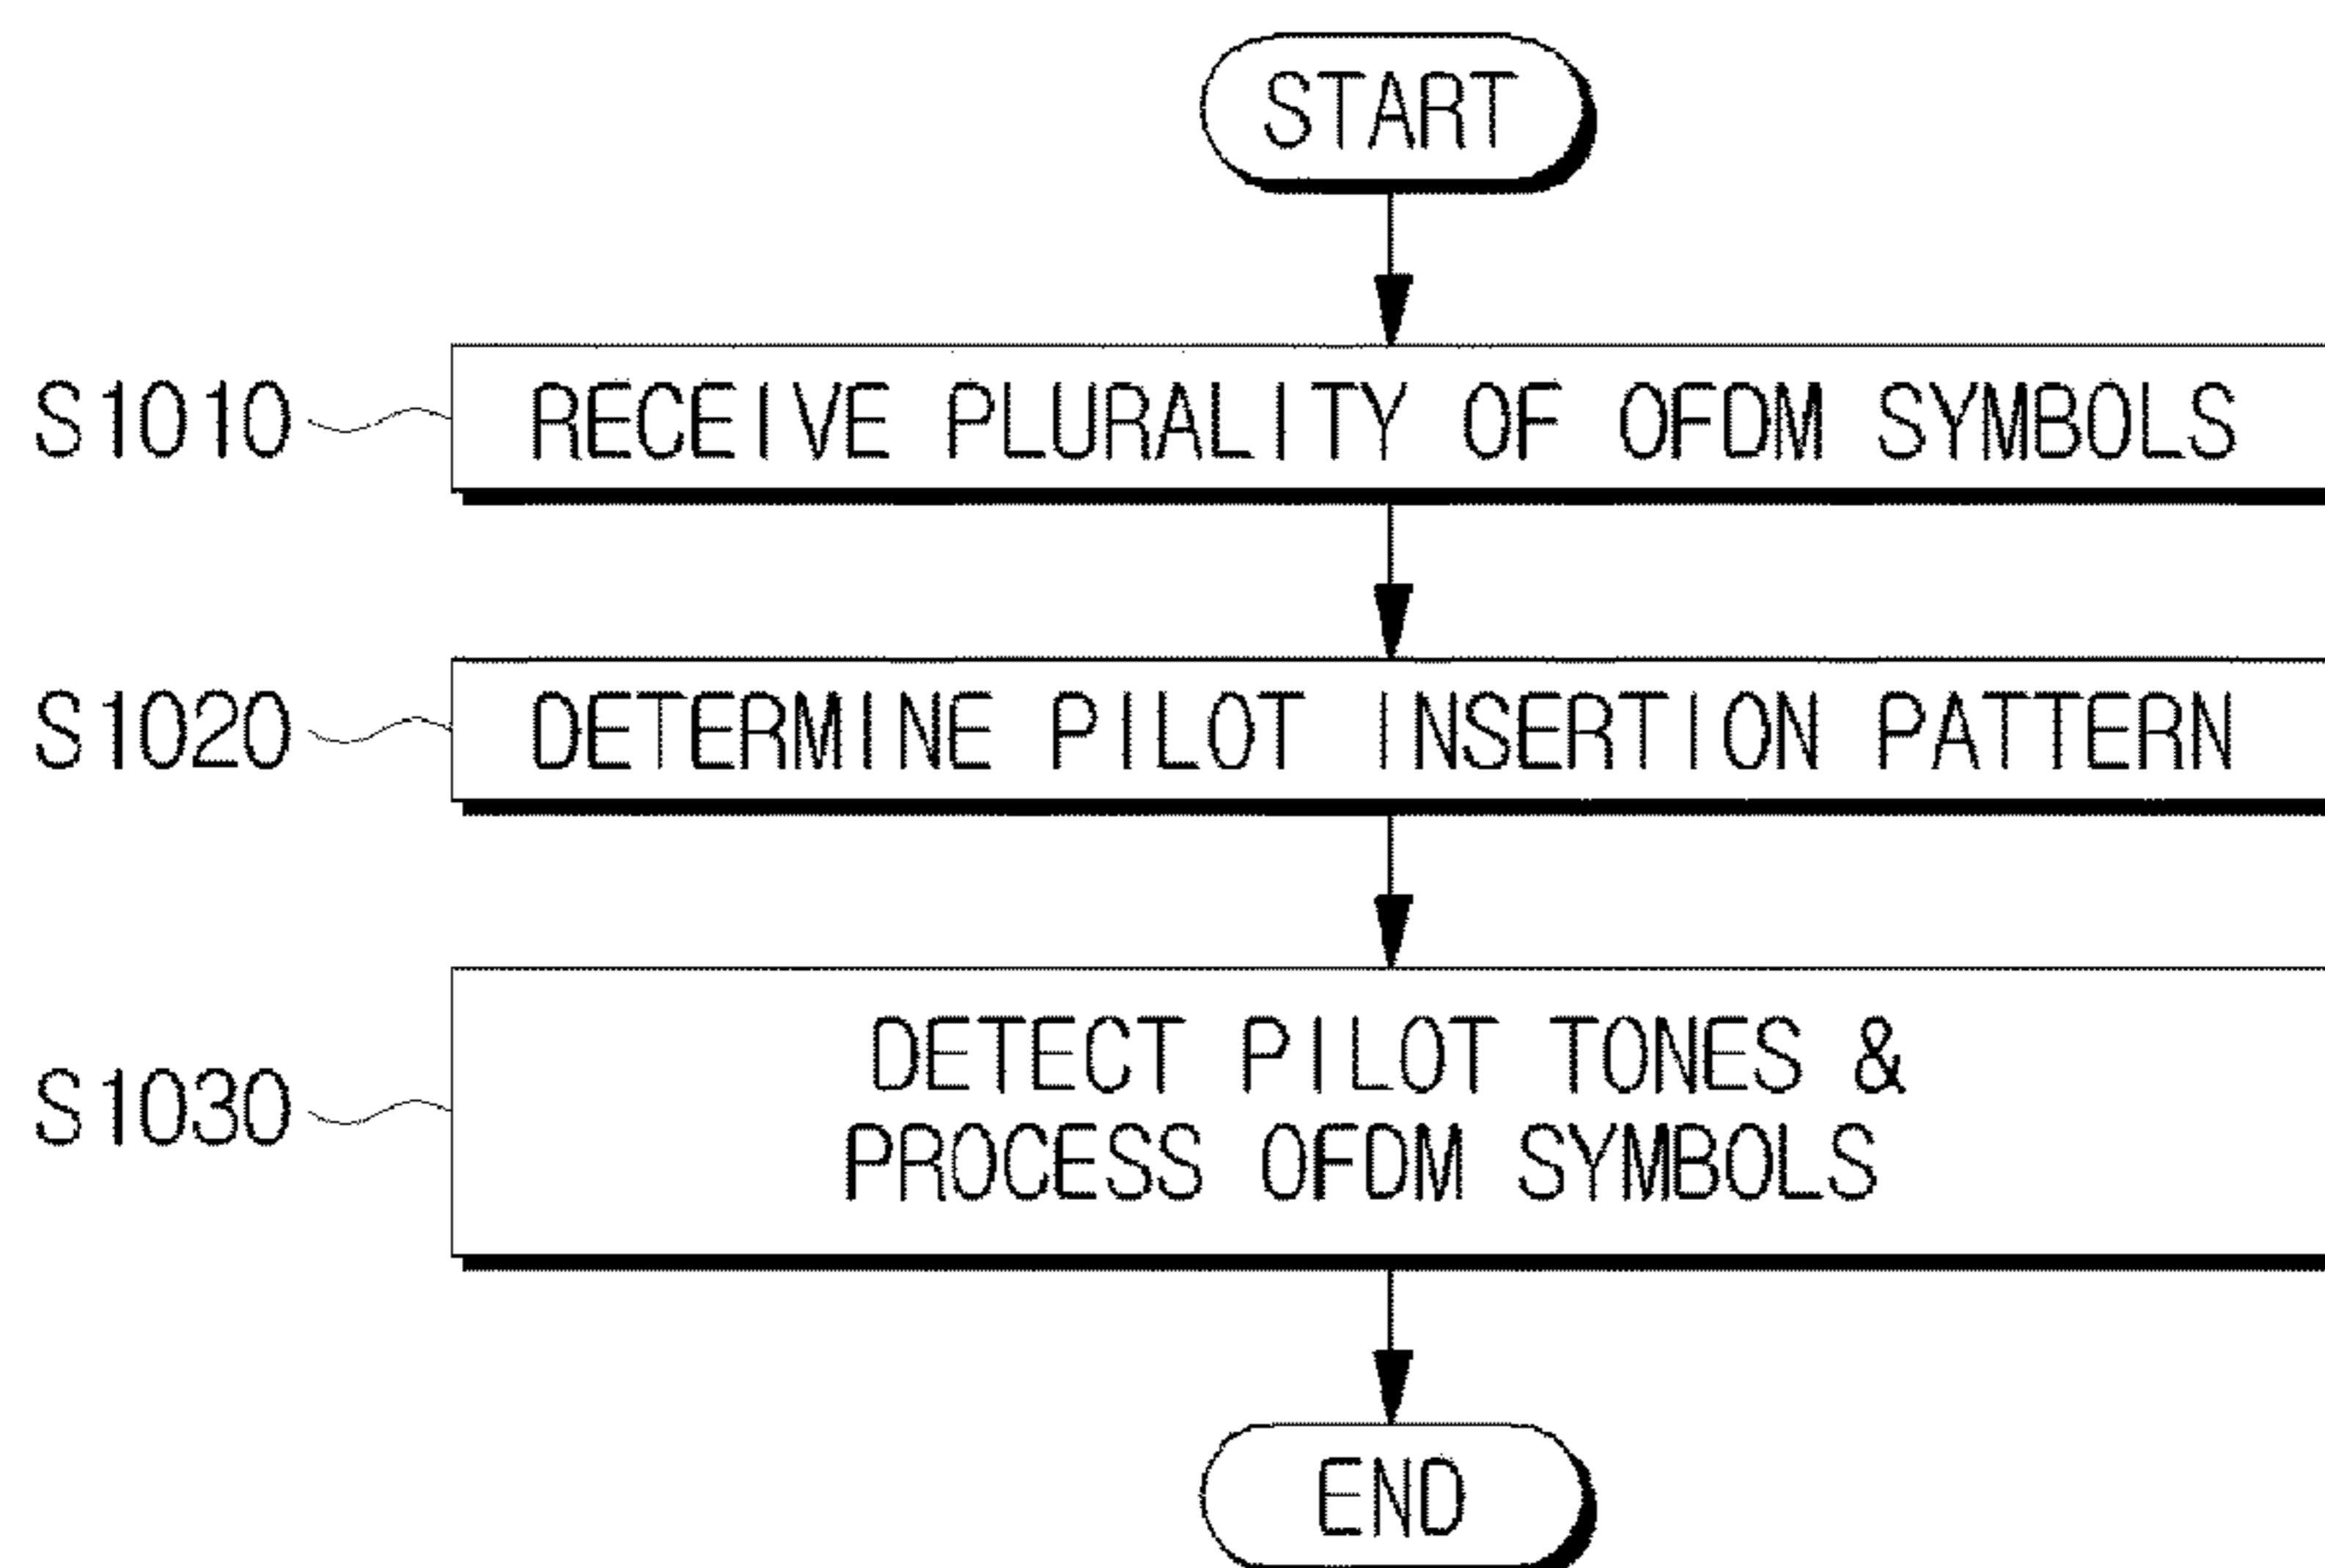 START
S1010 RECEIVE PLURALITY OF OFDM SYMBOLS
S1020 DETERMINE PILOT INSERTION PATTERN
S1030 DETECT PILOT TONES &
PROCESS OFDM SYMBOLS
END